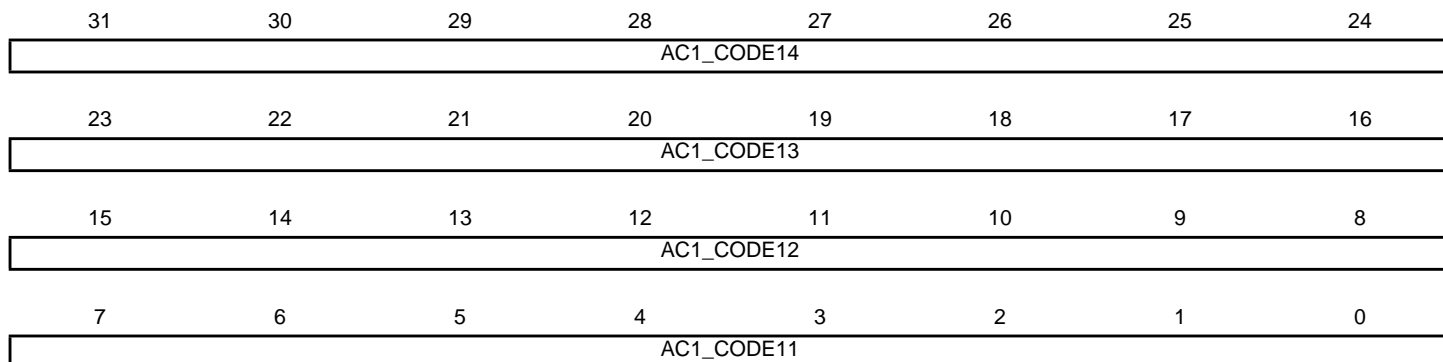 31 30 29 28 27 26 25 24
AC1_CODE14
23 22 21 20 19 18 17 16
AC1_CODE13
15 14 13 12 11 10 9 8
AC1_CODE12
7 6 5 4 3 2 1 0
AC1_CODE11